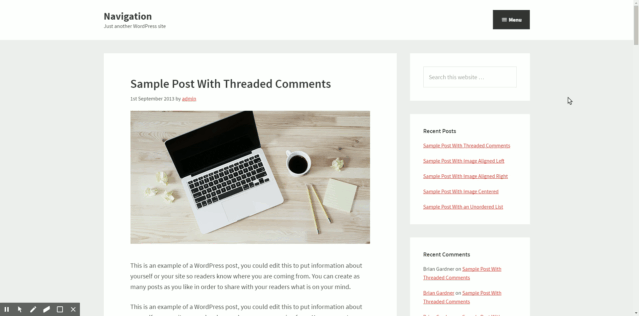 Navigation
Just another WordPress site
Menu
Sample Post With Threaded Comments
1st September 2013 by admin
This is an example of a WordPress post, you could edit this to put information about
yourself or your site so readers know where you are coming from. You can create as
many posts as you like in order to share with your readers what is on your mind.
This is an example of a WordPress post, you could edit this to put information about
Search this website …
Recent Posts
Sample Post With Threaded Comments
Sample Post With Image Aligned Left
Sample Post With Image Aligned Right
Sample Post With Image Centered
Sample Post With an Unordered List
Recent Comments
Brian Gardner on Sample Post With
Threaded Comments
Brian Gardner on Sample Post With
Threaded Comments